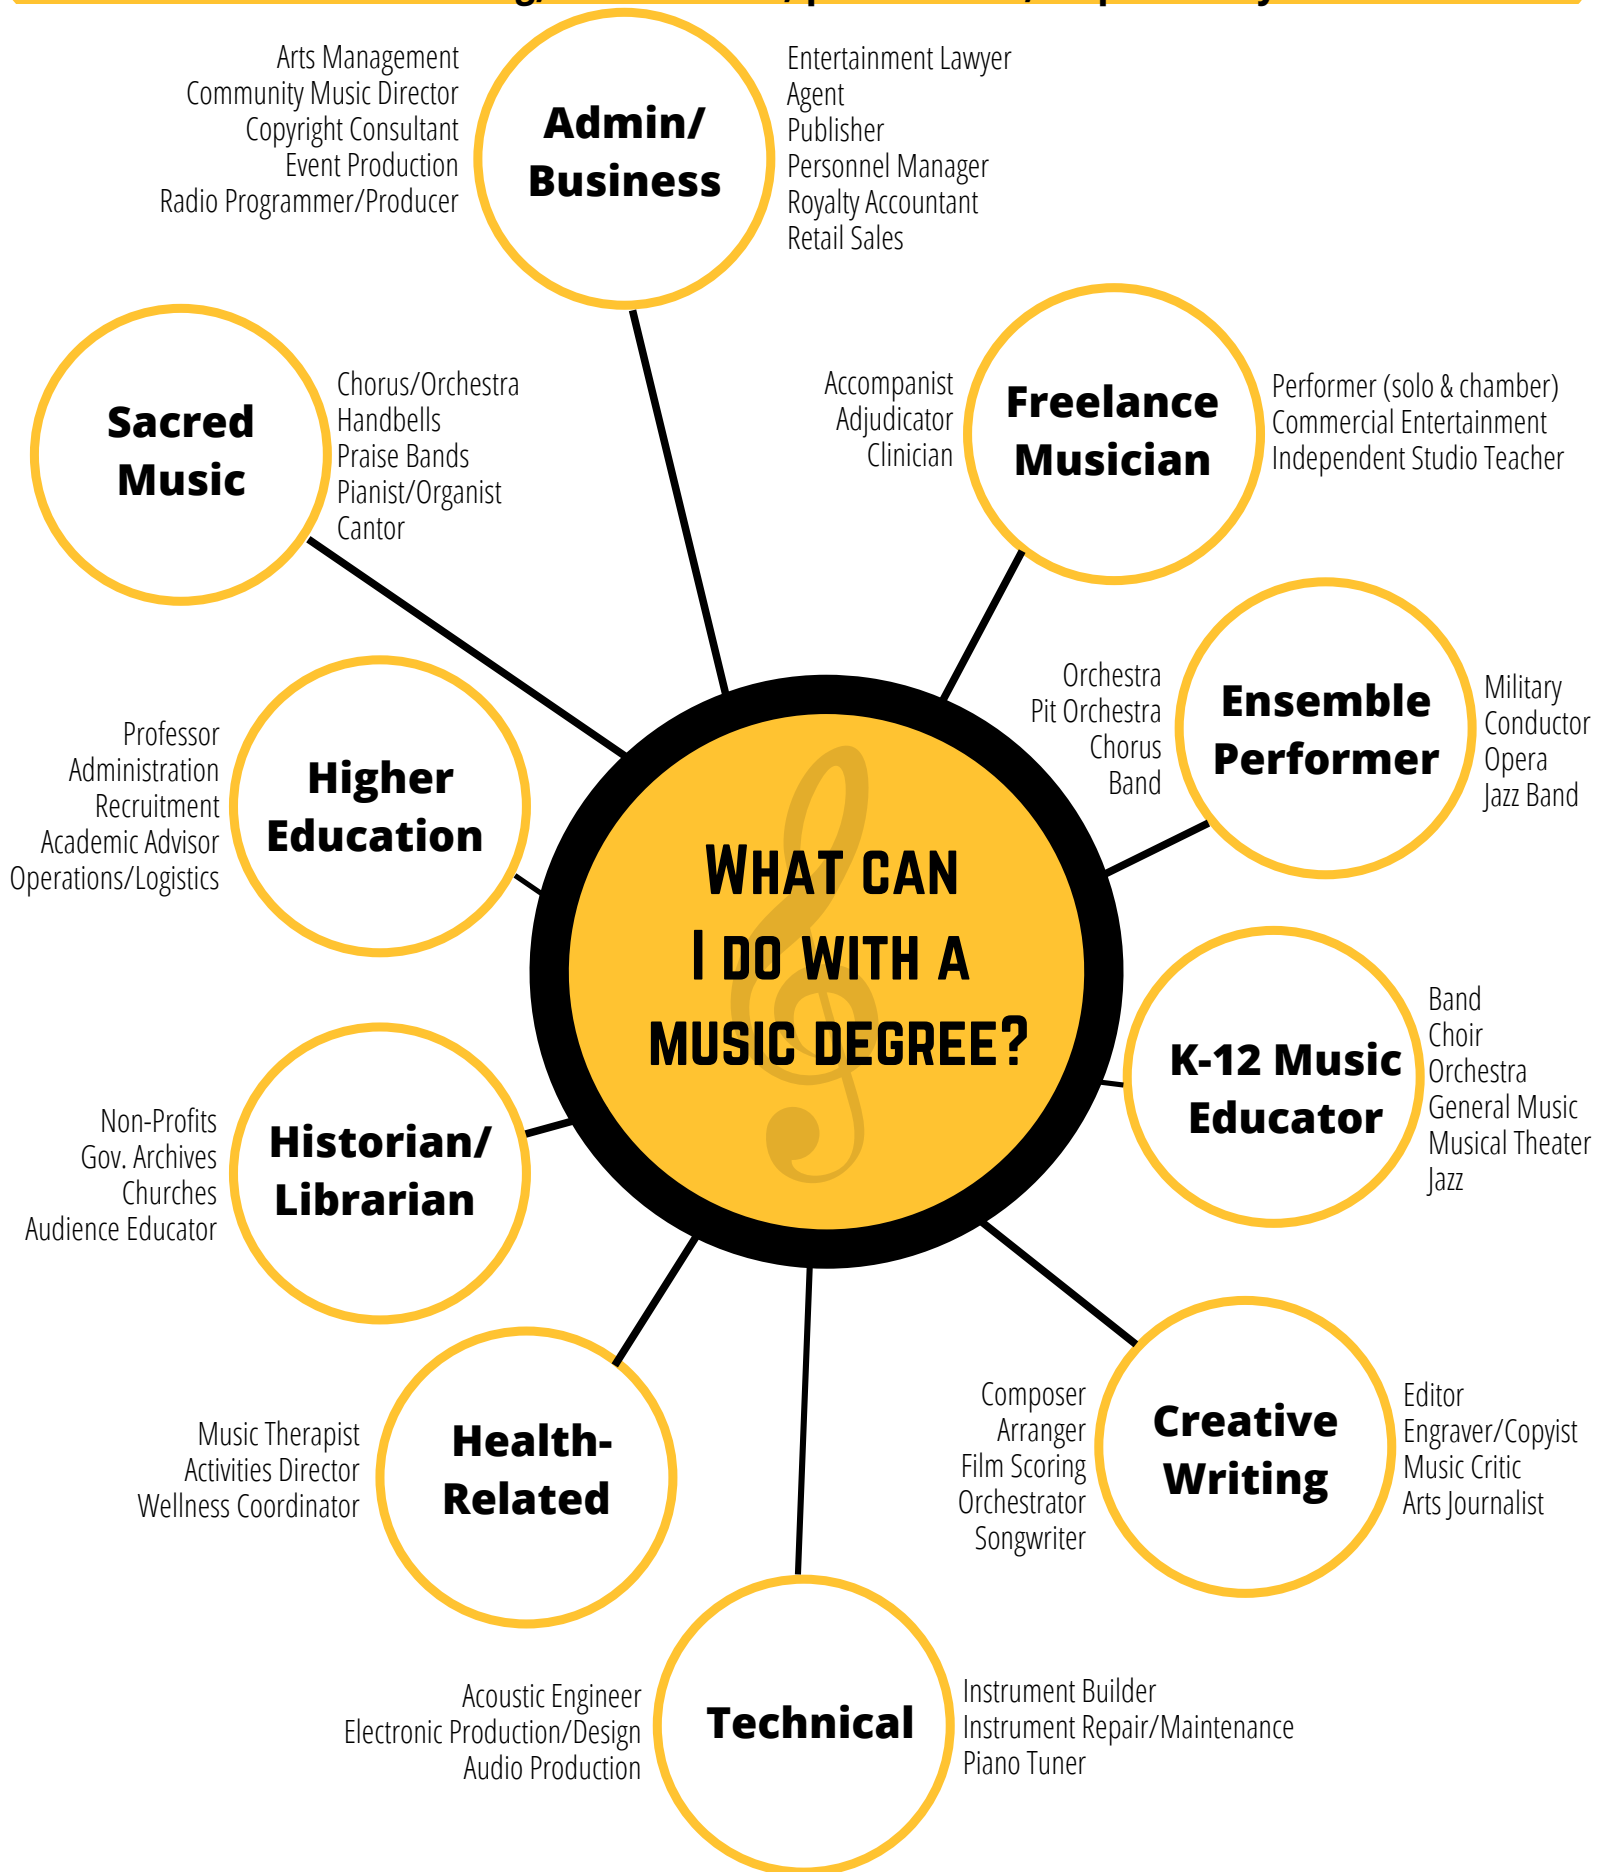 Arts Management
Community Music Director
Copyright Consultant
Event Production
Radio Programmer/Producer
Admin/
Business
Entertainment Lawyer
Agent
Publisher
Personnel Manager
Royalty Accountant
Retail Sales
Sacred
Music
Chorus/Orchestra
Handbells
Praise Bands
Pianist/Organist
Cantor
Accompanist
Adjudicator
Clinician
Freelance
Musician
Performer (solo & chamber)
Commercial Entertainment
Independent Studio Teacher
Orchestra
Pit Orchestra
Chorus
Band
Ensemble
Performer
Military
Conductor
Opera
Jazz Band
Professor
Administration
Recruitment
Academic Advisor
Operations/Logistics
Higher
Education
What can
I do with a
music degree?
K-12 Music
Educator
Band
Choir
Orchestra
General Music
Musical Theater
Jazz
Non-Profits
Gov. Archives
Churches
Audience Educator
Historian/
Librarian
Music Therapist
Activities Director
Wellness Coordinator
Health-
Related
Composer
Arranger
Film Scoring
Orchestrator
Songwriter
Creative
Writing
Editor
Engraver/Copyist
Music Critic
Arts Journalist
Acoustic Engineer
Electronic Production/Design
Audio Production
Technical
Instrument Builder
Instrument Repair/Maintenance
Piano Tuner